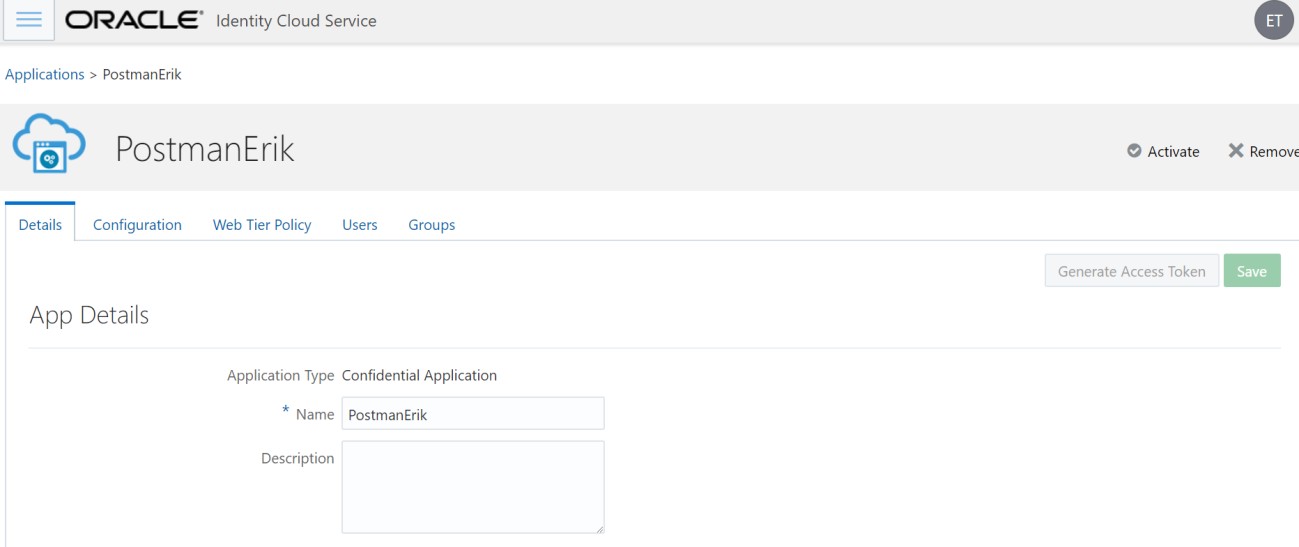 ORACLE® Identity Cloud Service ET
Applications > PostmanErik
PostmanErik Activate Remove
Details Configuration Web Tier Policy Users Groups
Generate Access Token Save
App Details
Application Type Confidential Application
* Name PostmanErik
Description